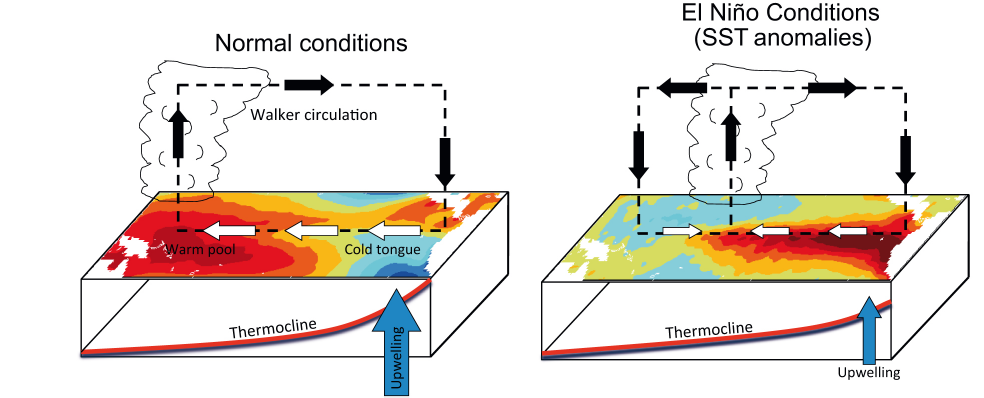 Normal conditions
Walker circulation
Warm pool
Cold tongue
Thermocline
Upwelling
El Niño Conditions
(SST anomalies)
Thermocline
Upwelling